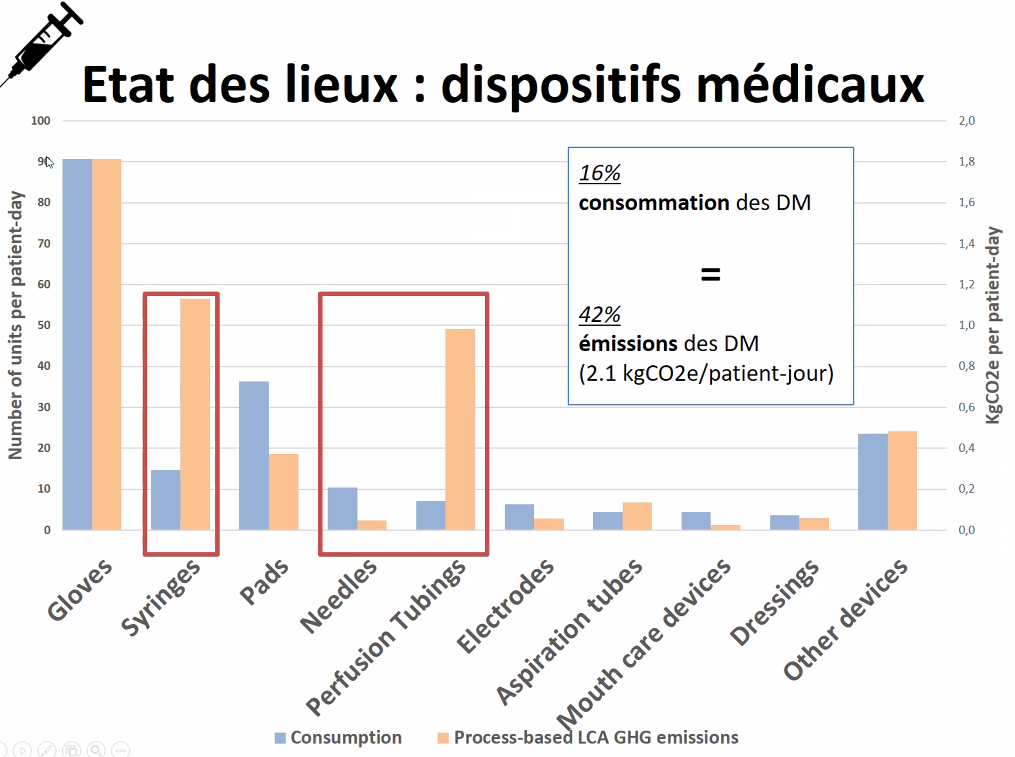 Etat des lieux : dispositifs médicaux
100
90
80
70
60
50
40
30
20
10
0
Number of units per patient-day
2,0
1,8
1,6
1,4
1,2
1,0
0,8
0,6
0,4
0,2
0,0
KgCO2e per patient-day
16%
consommation des DM
=
42%
émissions des DM
(2.1 kgCO2e/patient-jour)
Gloves
Syringes
Pads
Needles
Perfusion Tubings
Electrodes
Aspiration tubes
Mouth care devices
Dressings
Other devices
Consumption
Process-based LCA GHG emissions